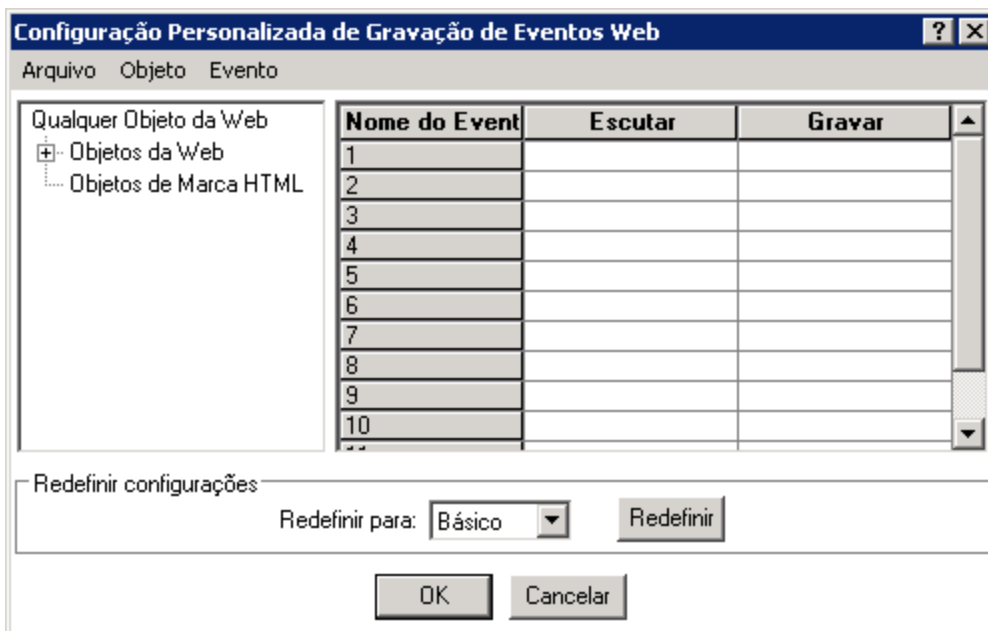 Configuração Personalizada de Gravação de Eventos Web
Arquivo Objeto Evento
Qualquer Objeto da Web
Objetos da Web
Objetos de Marca HTML
Nome do Event Escutar Gravar
1
2
3
4
5
6
7
8
9
10
Redefinir configurações
Redefinir para: Básico Redefinir
OK Cancelar